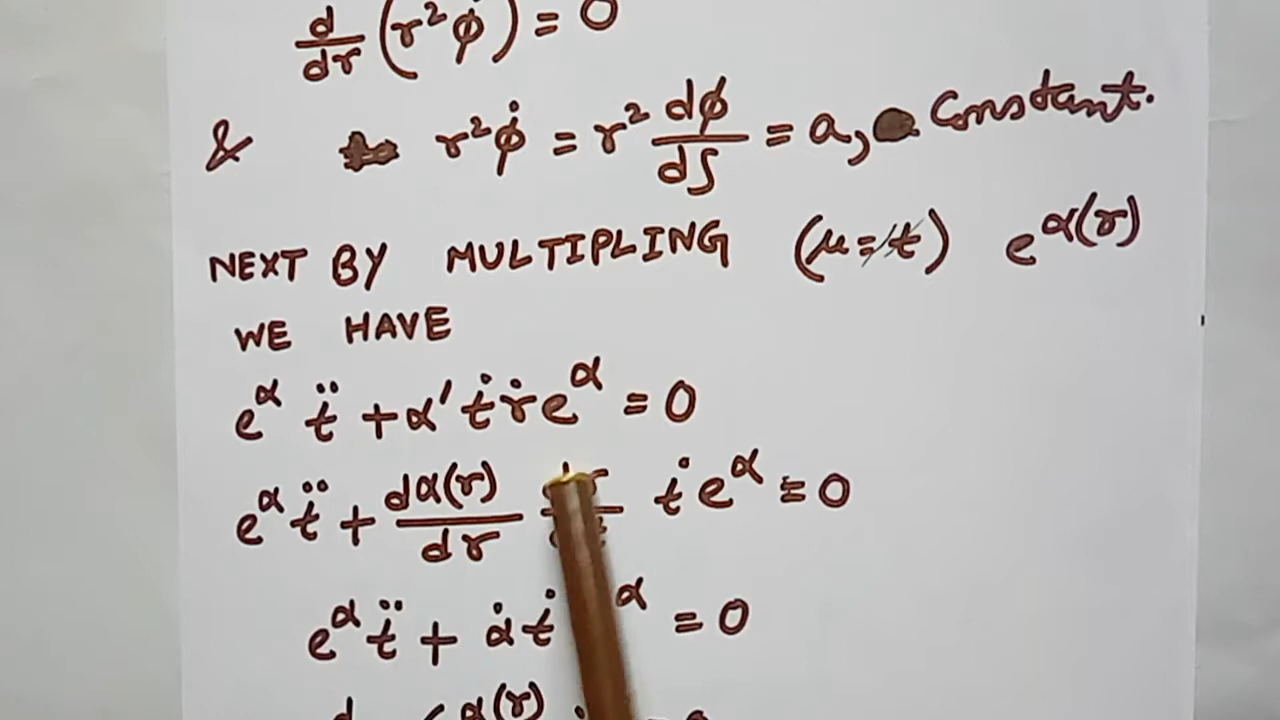 d/dr (r²φ̇) = 0
& r²φ̇ = r² dφ/dS = a, Constant.
NEXT BY MULTIPLING (μ=t) e^α(r)
WE HAVE
e^α ẗ + α' ṫ ṙ e^α = 0
e^α ẗ + dα(r)/dr ṫ e^α = 0
e^α ẗ + α̇ ṫ ^α = 0